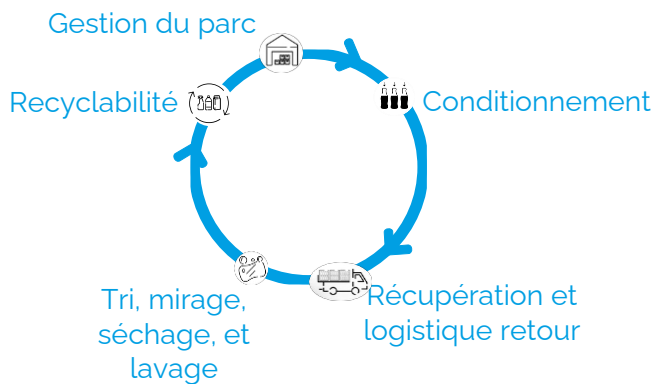 Gestion du parc
Recyclabilité
Conditionnement
Récupération et
logistique retour
Tri, mirage,
séchage, et
lavage